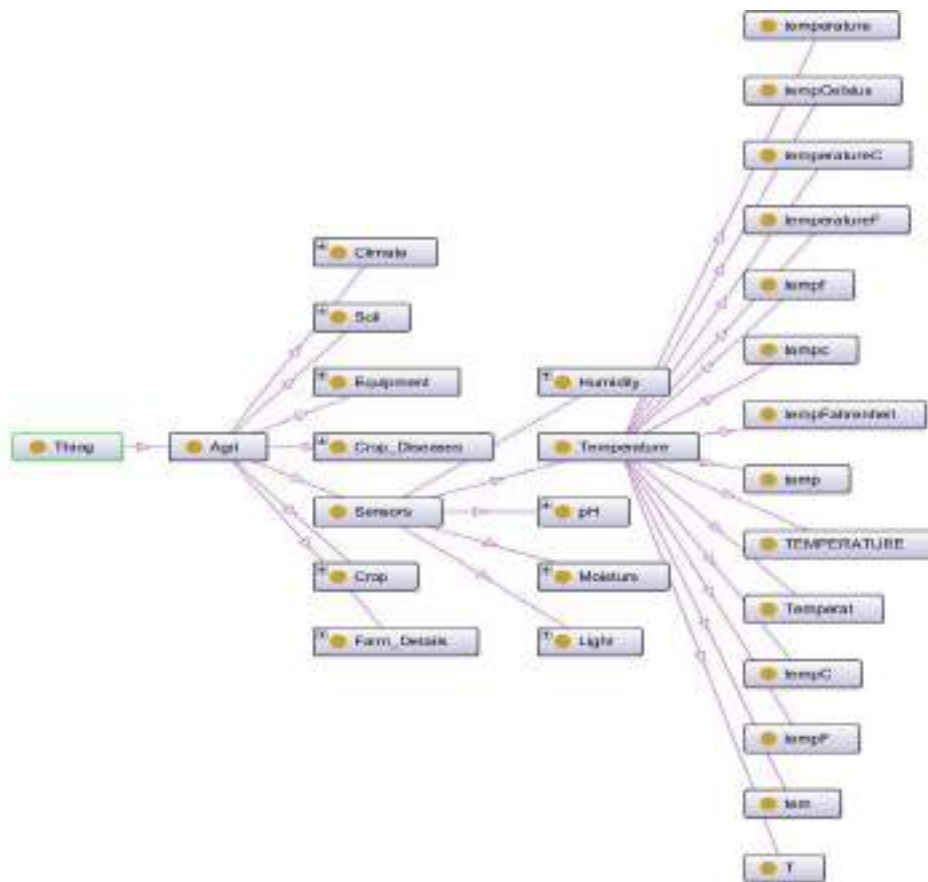 Thing
Agri
Climate
Soil
Equipment
Crop_Diseases
Sensors
Crop
Farm_Details
Humidity
Temperature
pH
Moisture
Light
temperature
tempCelsius
temperatureC
temperatureF
tempf
tempc
tempFahrenheit
temp
TEMPERATURE
Temperat
tempC
tempF
tem
T